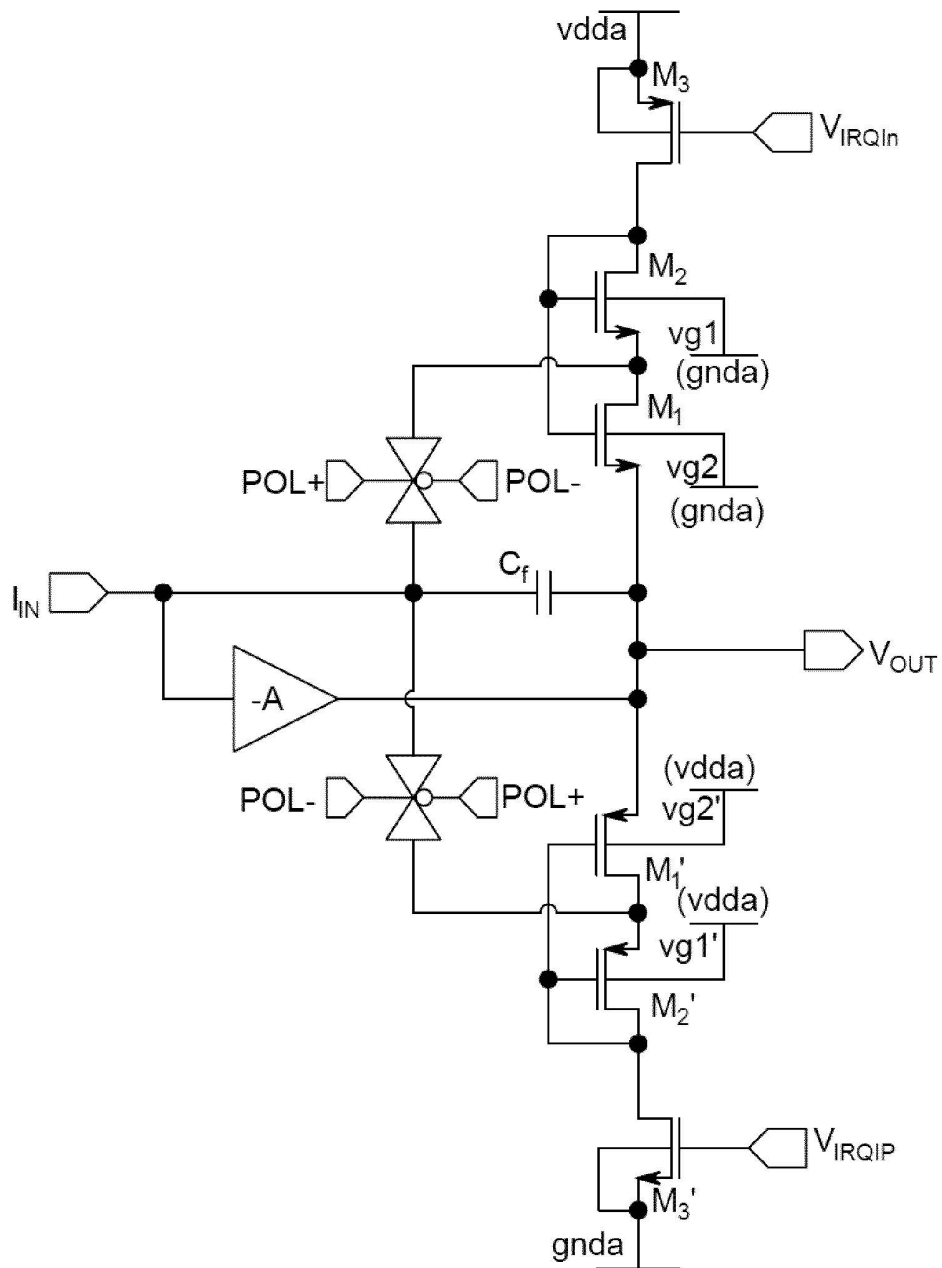 vdda
M3
VIRQIn
M2
vg1
(gnda)
M1
POL+
POL-
vg2
(gnda)
Cf
IIN
VOUT
-A
(vdda)
POL-
POL+
vg2'
M1'
(vdda)
vg1'
M2'
VIRQIP
M3'
gnda